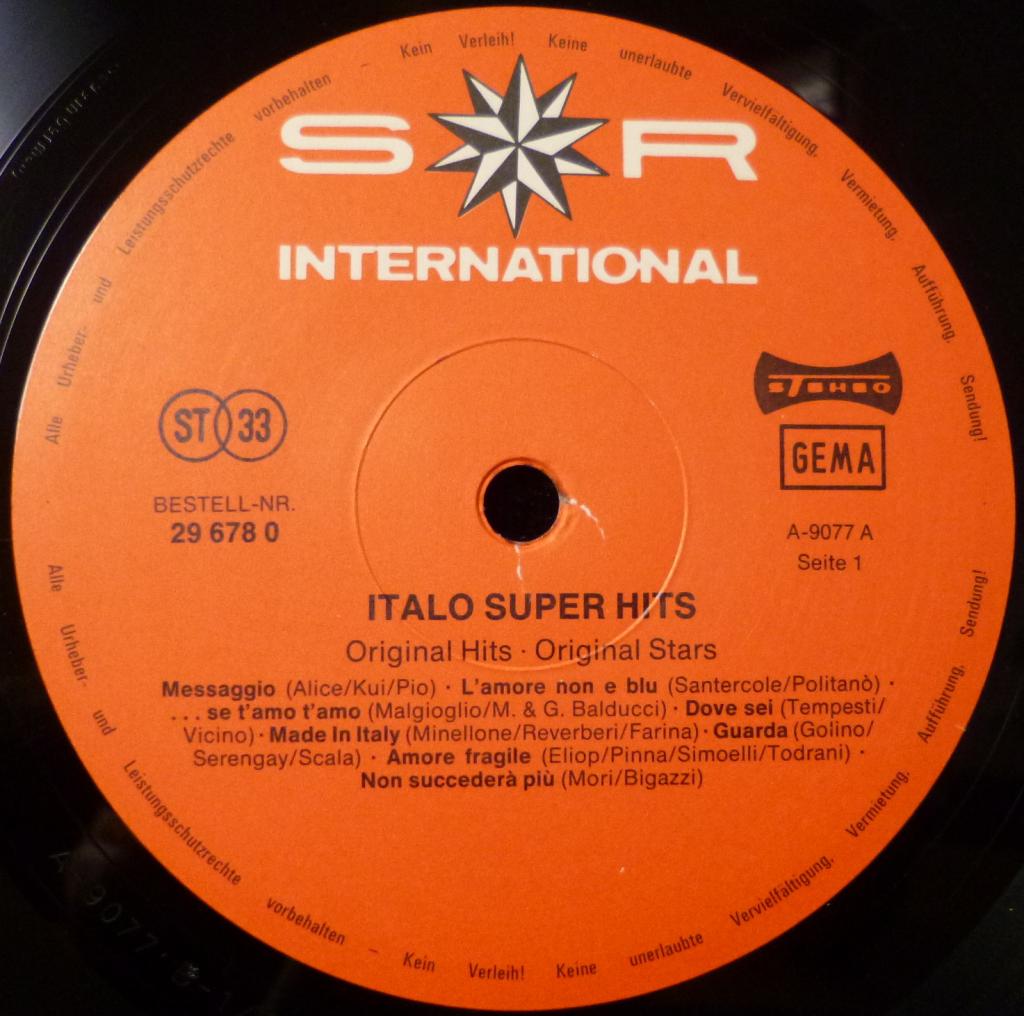 Alle Urheber- und Leistungsschutzrechte vorbehalten – Kein Verleih! Keine unerlaubte Vervielfältigung, Vermietung, Aufführung, Sendung!
S R
INTERNATIONAL
ST 33
STEREO
GEMA
BESTELL-NR.
29 678 0
A-9077 A
Seite 1
ITALO SUPER HITS
Original Hits · Original Stars
Messaggio (Alice/Kui/Pio) · L'amore non e blu (Santercole/Politanò) ·
... se t'amo t'amo (Malgioglio/M. & G. Balducci) · Dove sei (Tempesti/
Vicino) · Made In Italy (Minellone/Reverberi/Farina) · Guarda (Golino/
Serengay/Scala) · Amore fragile (Eliop/Pinna/Simoelli/Todrani) ·
Non succederà più (Mori/Bigazzi)
Alle Urheber- und Leistungsschutzrechte vorbehalten – Kein Verleih! Keine unerlaubte Vervielfältigung, Vermietung, Aufführung, Sendung!